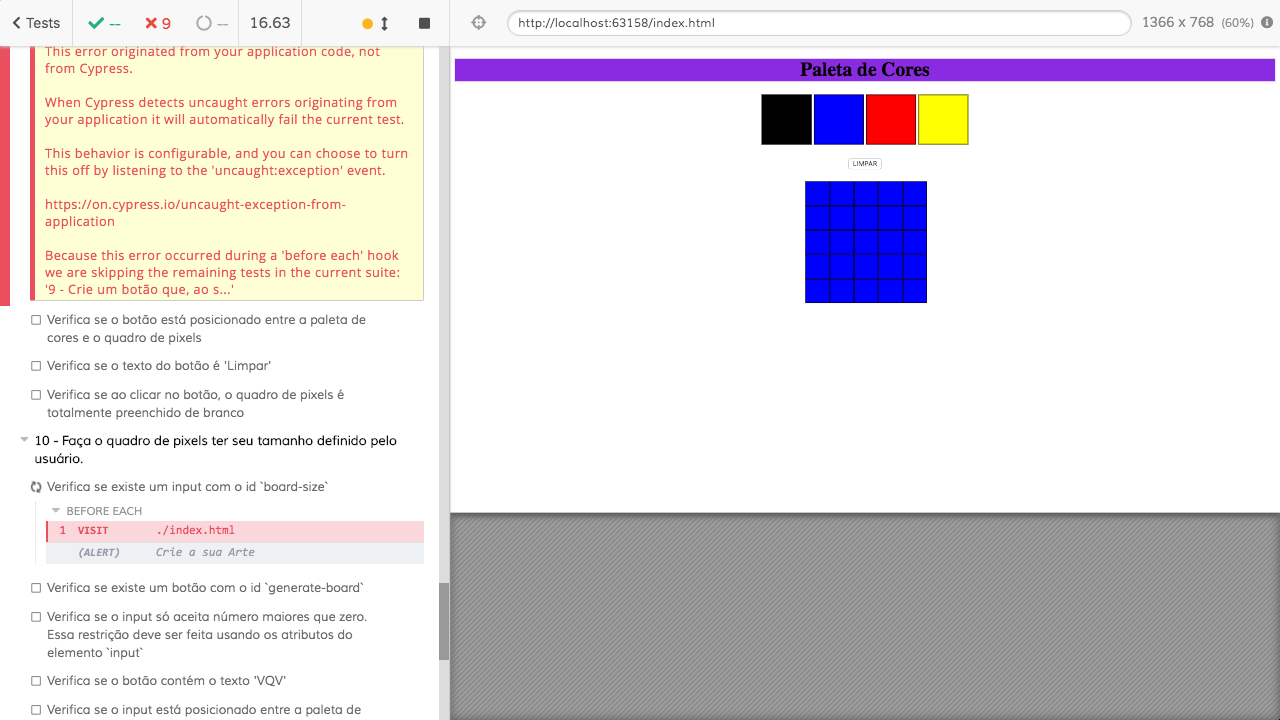 Tests
--
9
--
16.63
http://localhost:63158/index.html
1366 x 768 (60%)
This error originated from your application code, not
from Cypress.
When Cypress detects uncaught errors originating from
your application it will automatically fail the current test.
This behavior is configurable, and you can choose to turn
this off by listening to the 'uncaught:exception' event.
https://on.cypress.io/uncaught-exception-from-
application
Because this error occurred during a 'before each' hook
we are skipping the remaining tests in the current suite:
'9 - Crie um botão que, ao s...'
Verifica se o botão está posicionado entre a paleta de
cores e o quadro de pixels
Verifica se o texto do botão é 'Limpar'
Verifica se ao clicar no botão, o quadro de pixels é
totalmente preenchido de branco
10 - Faça o quadro de pixels ter seu tamanho definido pelo
usuário.
Verifica se existe um input com o id `board-size`
BEFORE EACH
1 VISIT ./index.html
(ALERT) Crie a sua Arte
Verifica se existe um botão com o id `generate-board`
Verifica se o input só aceita número maiores que zero.
Essa restrição deve ser feita usando os atributos do
elemento `input`
Verifica se o botão contém o texto 'VQV'
Verifica se o input está posicionado entre a paleta de
Paleta de Cores
LIMPAR